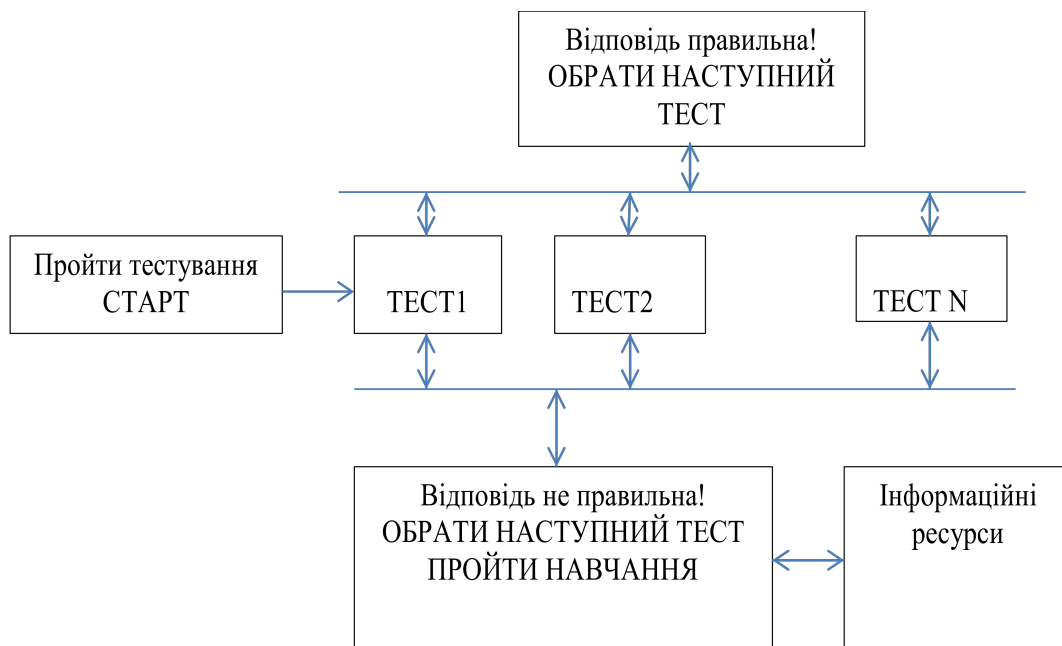 Відповідь правильна!
ОБРАТИ НАСТУПНИЙ
ТЕСТ
Пройти тестування
СТАРТ
ТЕСТ1
ТЕСТ2
ТЕСТ N
Відповідь не правильна!
ОБРАТИ НАСТУПНИЙ ТЕСТ
ПРОЙТИ НАВЧАННЯ
Інформаційні
ресурси